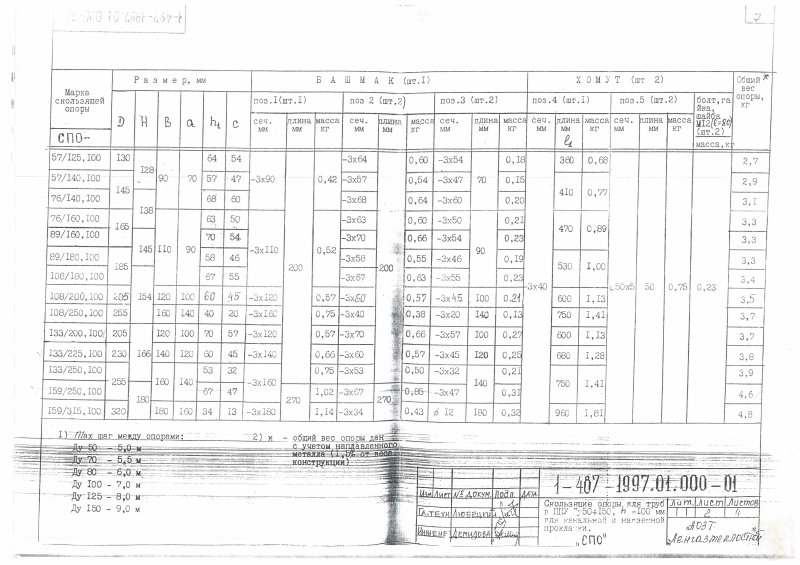 2
Марка скользящей опоры
СПО-
Размер, мм
Д Н В а h₁ с
БАШМАК (шт.1)
поз.1(шт.1) поз 2 (шт.2) поз.3 (шт.2)
сеч. мм длина мм масса кг сеч. мм длина мм масса кг сеч. мм длина мм масса кг
ХОМУТ (шт 2)
поз.4 (шт.1) поз.5 (шт.2) болт, гайка, шайба М12(ℓ=80) (шт.2)
сеч. мм длина мм ℓ₁ масса кг сеч. мм длина мм масса кг масса, кг
Общий ж вес опоры, кг
57/125,100 130 128 90 70 64 54 -3х90 200 0,42 -3х64 200 0,60 -3х54 70 0,18 -3х40 360 0,68 50х5 50 0,75 0,23 2,7
57/140,100 145 57 47 -3х57 0,54 -3х47 0,15 410 0,77 2,9
76/140,100 138 68 60 -3х68 0,64 -3х60 0,20 3,1
76/160,100 165 110 90 63 50 -3х110 0,52 -3х63 0,60 -3х50 90 0,21 470 0,89 3,3
89/160,100 145 70 54 -3х70 0,66 -3х54 0,23 3,3
89/180,100 185 58 46 -3х58 0,55 -3х46 0,19 530 1,00 3,3
108/180,100 67 55 -3х67 0,63 -3х55 0,23 3,4
108/200,100 205 154 120 100 60 45 -3х120 0,57 -3х60 0,57 -3х45 100 0,21 600 1,13 3,5
108/250,100 255 160 140 40 20 -3х160 0,75 -3х40 0,38 -3х20 140 0,13 750 1,41 3,7
133/200,100 205 166 120 100 70 57 -3х120 0,57 -3х70 0,66 -3х57 100 0,27 600 1,13 3,7
133/225,100 230 140 120 60 45 -3х140 0,66 -3х60 0,57 -3х45 120 0,25 680 1,28 3,8
133/250,100 255 160 140 53 32 -3х160 0,75 -3х53 0,50 -3х32 140 0,21 750 1,41 3,9
159/250,100 180 67 47 270 1,02 -3х67 270 0,85 -3х47 0,31 4,6
159/315,100 320 180 160 34 13 -3х180 1,14 -3х34 0,43 ø 12 180 0,32 960 1,81 4,8
1) Max шаг между опорами:
Ду 60 - 5,0 м
Ду 70 - 5,5 м
Ду 80 - 6,0 м
Ду 100 - 7,0 м
Ду 125 - 8,0 м
Ду 150 - 9,0 м
2) ж - общий вес опоры дан
с учетом наплавленного
металла (1,5% от веса
конструкции)
1-487-1997.01.000-01
Изм Лист № докум. Подп. Дата
Гл.техн Любецкий
Инженер Демидова
Скользящие опоры для труб
в ППУ 50÷150, h =100 мм
для канальной и наземной
прокладки.
"СПО"
Лит. Лист Листов
1 2 4
АОЗТ
"Ленгазтеплострой"